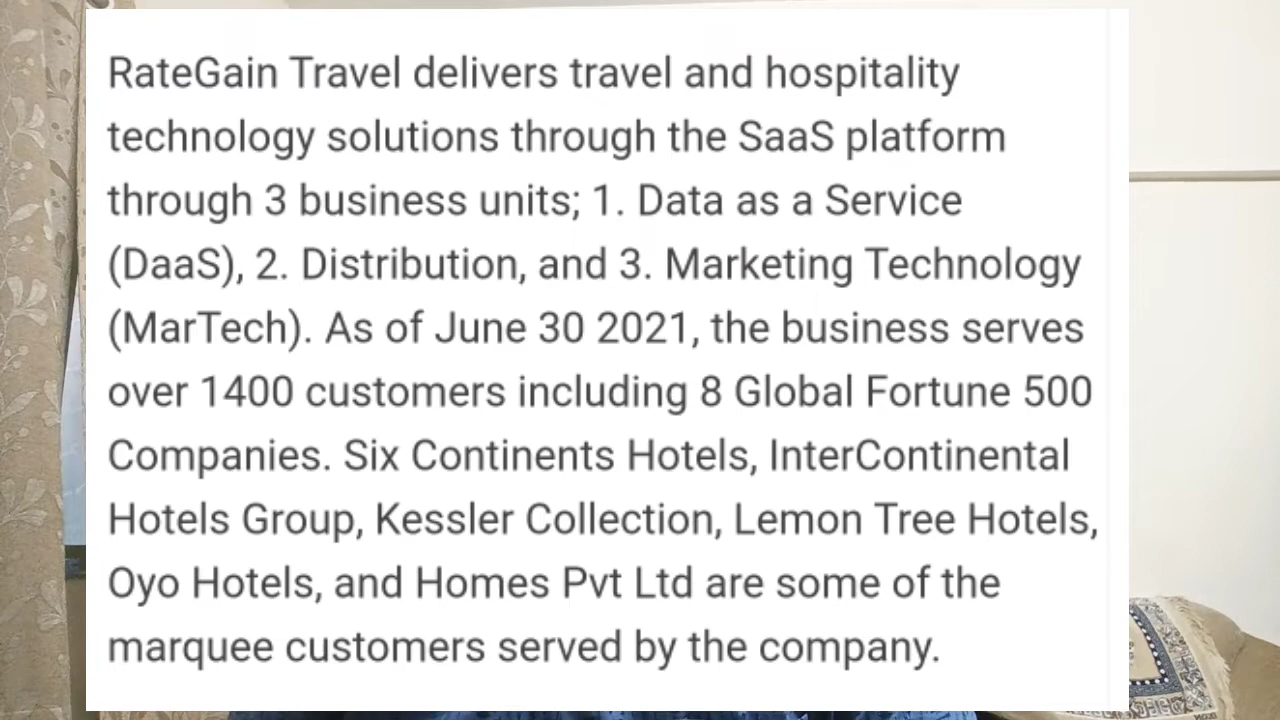 RateGain Travel delivers travel and hospitality
technology solutions through the SaaS platform
through 3 business units; 1. Data as a Service
(DaaS), 2. Distribution, and 3. Marketing Technology
(MarTech). As of June 30 2021, the business serves
over 1400 customers including 8 Global Fortune 500
Companies. Six Continents Hotels, InterContinental
Hotels Group, Kessler Collection, Lemon Tree Hotels,
Oyo Hotels, and Homes Pvt Ltd are some of the
marquee customers served by the company.